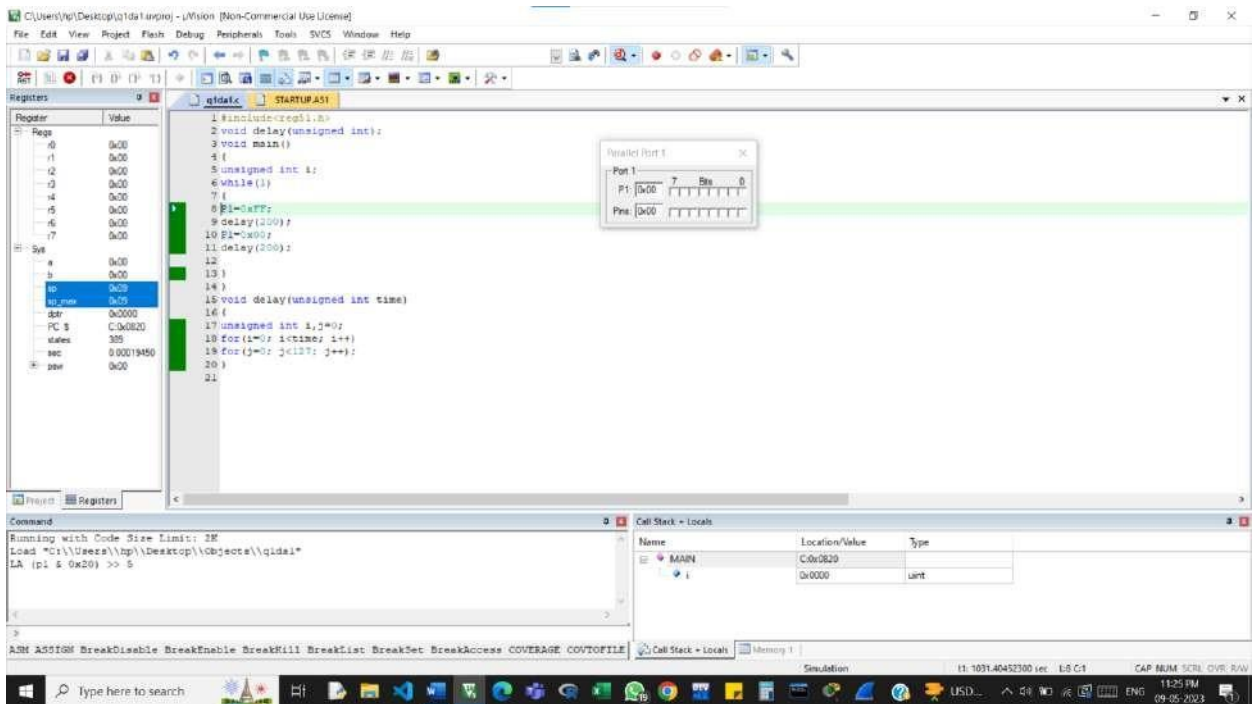 C:\Users\hp\Desktop\q1da1.uvproj - µVision [Non-Commercial Use License]
File Edit View Project Flash Debug Peripherals Tools SVCS Window Help
Registers
q1da1.c STARTUP.A51
Register Value
Regs
r0 0x00
r1 0x00
r2 0x00
r3 0x00
r4 0x00
r5 0x00
r6 0x00
r7 0x00
Sys
a 0x00
b 0x00
sp 0x09
sp_max 0x09
dptr 0x0000
PC $ C:0x0820
states 389
sec 0.00019450
psw 0x00
1 #include<reg51.h>
2 void delay(unsigned int);
3 void main()
4 {
5 unsigned int i;
6 while(1)
7 {
8 P1=0xFF;
9 delay(200);
10 P1=0x00;
11 delay(200);
12
13 }
14 }
15 void delay(unsigned int time)
16 {
17 unsigned int i,j=0;
18 for(i=0; i<time; i++)
19 for(j=0; j<127; j++);
20 }
21
Parallel Port 1
Port 1
7 Bits 0
P1: 0x00
Pins: 0x00
Project Registers
Command
Running with Code Size Limit: 2K
Load "C:\\Users\\hp\\Desktop\\Objects\\q1da1"
LA (p1 & 0x20) >> 5
>
ASM ASSIGN BreakDisable BreakEnable BreakKill BreakList BreakSet BreakAccess COVERAGE COVTOFILE
Call Stack + Locals
Name Location/Value Type
MAIN C:0x0820
i 0x0000 uint
Call Stack + Locals Memory 1
Simulation t1: 1031.40452300 sec L:8 C:1 CAP NUM SCRL OVR R/W
Type here to search
USD...
ENG
11:25 PM
09-05-2023